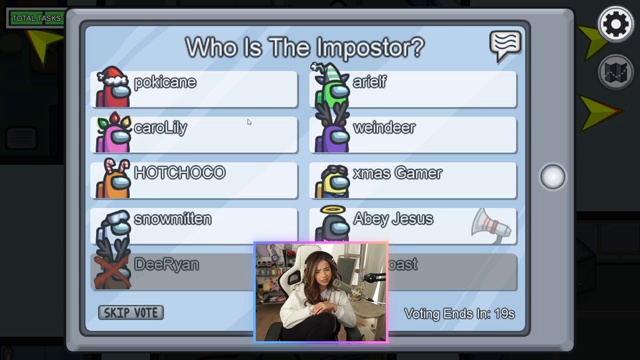 TOTAL TASKS
Who Is The Impostor?
pokicane
arielf
caroLily
weindeer
HOTCHOCO
xmas Gamer
snowmitten
Abey Jesus
DeeRyan
oast
SKIP VOTE
Voting Ends In: 19s